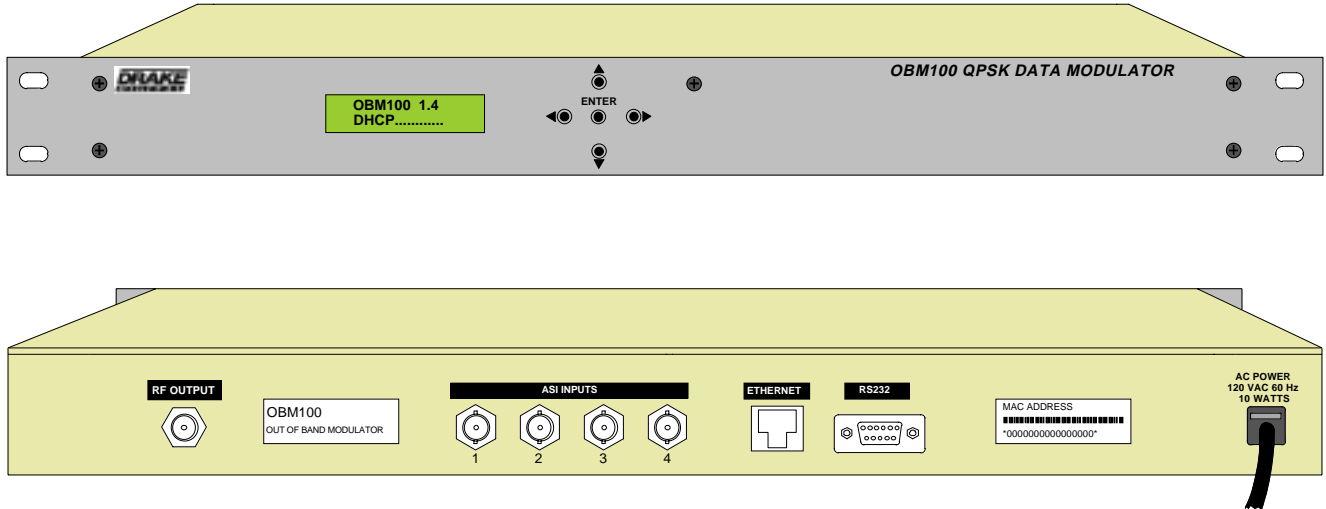 DRAKE
OBM100 QPSK DATA MODULATOR
OBM100 1.4
DHCP............
ENTER
RF OUTPUT
OBM100
OUT OF BAND MODULATOR
ASI INPUTS
1 2 3 4
ETHERNET
RS232
MAC ADDRESS
*0000000000000000*
AC POWER
120 VAC 60 Hz
10 WATTS